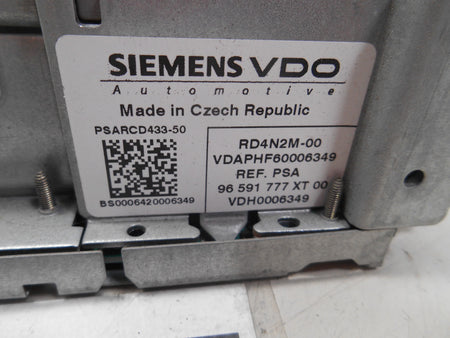 SIEMENS VDO
Automotive
Made in Czech Republic
PSARCD433-50
BS0006420006349
RD4N2M-00
VDAPHF60006349
REF. PSA
96 591 777 XT 00
VDH0006349